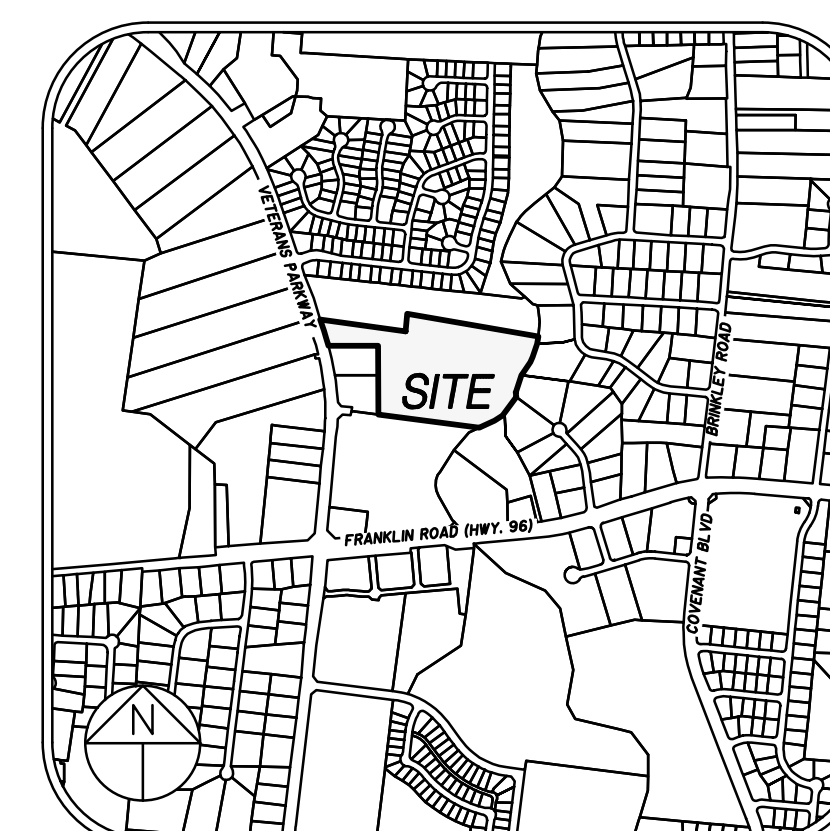 VETERANS PARKWAY
SITE
BRINKLEY ROAD
FRANKLIN ROAD (HWY. 96)
COVENANT BLVD
N